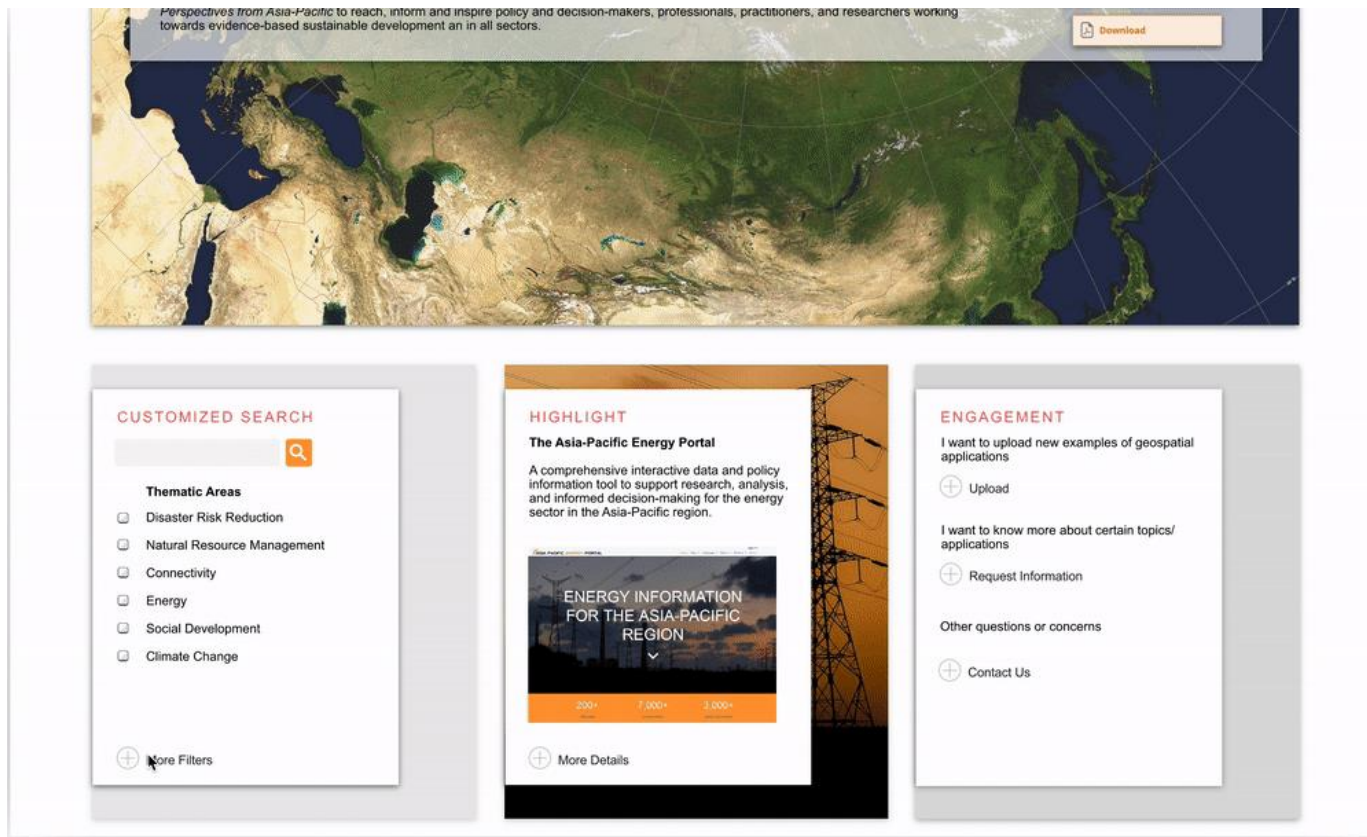 Perspectives from Asia-Pacific to reach, inform and inspire policy and decision-makers, professionals, practitioners, and researchers working
towards evidence-based sustainable development an in all sectors.
Download
CUSTOMIZED SEARCH
Thematic Areas
Disaster Risk Reduction
Natural Resource Management
Connectivity
Energy
Social Development
Climate Change
More Filters
HIGHLIGHT
The Asia-Pacific Energy Portal
A comprehensive interactive data and policy
information tool to support research, analysis,
and informed decision-making for the energy
sector in the Asia-Pacific region.
ASIA PACIFIC ENERGY PORTAL
ENERGY INFORMATION
FOR THE ASIA-PACIFIC
REGION
200+ 7,000+ 3,000+
More Details
ENGAGEMENT
I want to upload new examples of geospatial
applications
Upload
I want to know more about certain topics/
applications
Request Information
Other questions or concerns
Contact Us